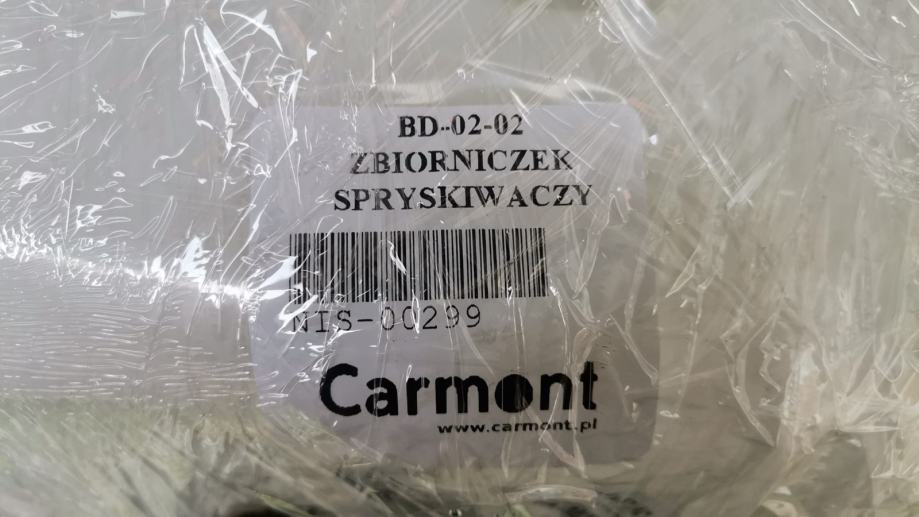 BD-02-02
ZBIORNICZEK
SPRYSKIWACZY
NIS-00299
Carmont
www.carmont.pl